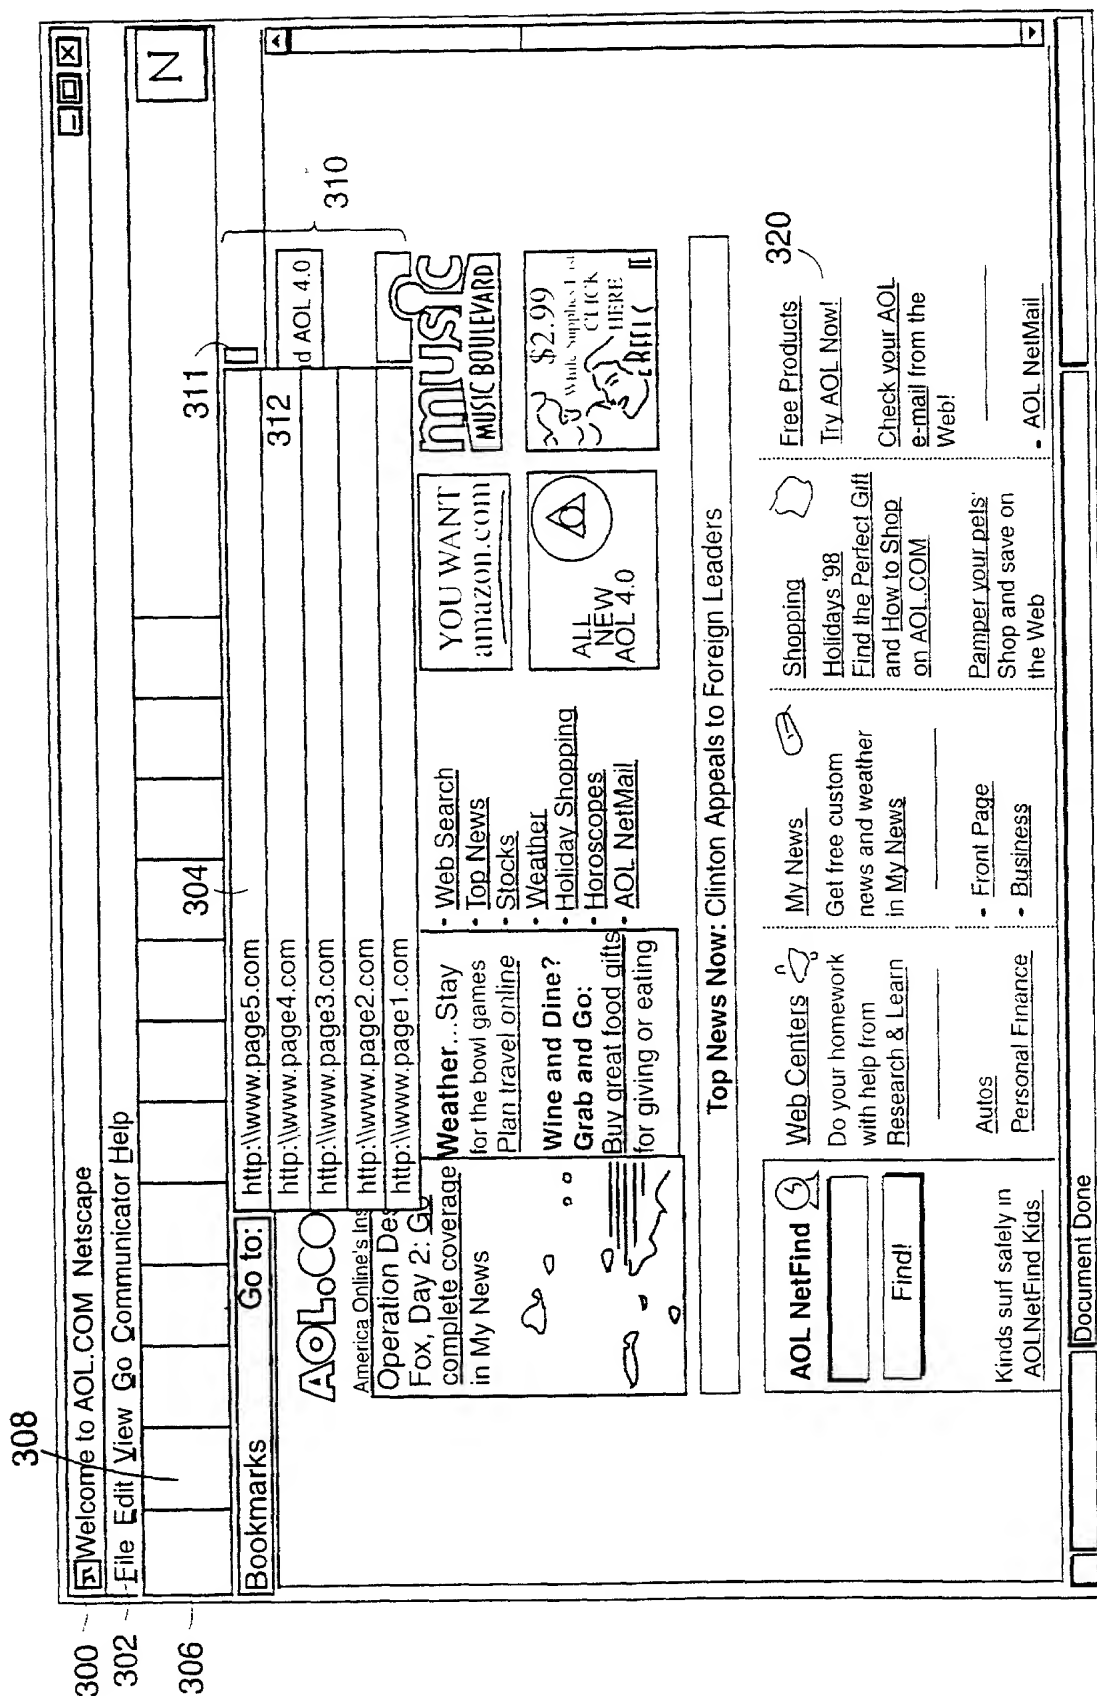 308
300
Welcome to AOL.COM Netscape
302
File Edit View Go Communicator Help
306
N
Bookmarks
Go to:
304
311
310
312
http:\\www.page5.com
http:\\www.page4.com
http:\\www.page3.com
http:\\www.page2.com
http:\\www.page1.com
d AOL 4.0
AOL.CO
America Online's Ins
Operation Des
Fox, Day 2: Go
complete coverage
in My News
Weather...Stay
for the bowl games
Plan travel online
Wine and Dine?
Grab and Go:
Buy great food gifts
for giving or eating
• Web Search
• Top News
• Stocks
• Weather
• Holiday Shopping
• Horoscopes
• AOL NetMail
YOU WANT
amazon.com
music
MUSIC BOULEVARD
ALL
NEW
AOL 4.0
$2.99
While Supplies Last
CLICK
HERE
Top News Now: Clinton Appeals to Foreign Leaders
AOL NetFind
Find!
Kinds surf safely in
AOLNetFind Kids
Web Centers
Do your homework
with help from
Research & Learn
Autos
Personal Finance
My News
Get free custom
news and weather
in My News
• Front Page
• Business
Shopping
Holidays '98
Find the Perfect Gift
and How to Shop
on AOL.COM
Pamper your pets:
Shop and save on
the Web
320
Free Products
Try AOL Now!
Check your AOL
e-mail from the
Web!
• AOL NetMail
Document Done